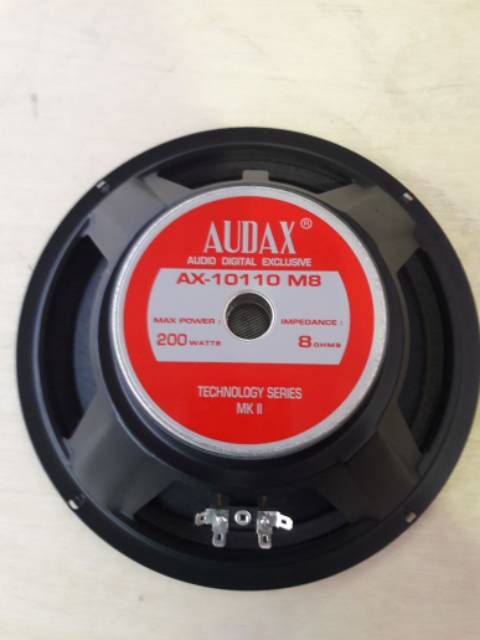 AUDAX®
AUDIO DIGITAL EXCLUSIVE
AX-10110 M8
MAX POWER : IMPEDANCE :
200 WATTS 8 OHMS
TECHNOLOGY SERIES
MK II